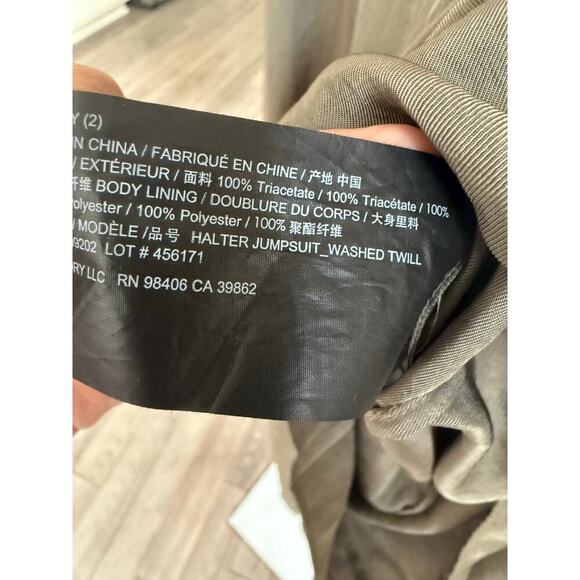 Y (2)
N CHINA / FABRIQUÉ EN CHINE / 产地 中国
/ EXTÉRIEUR / 面料 100% Triacetate / 100% Triacétate / 100%
纤维 BODY LINING / DOUBLURE DU CORPS / 大身里料
olyester / 100% Polyester / 100% 聚酯纤维
/ MODÈLE / 品号 HALTER JUMPSUIT_WASHED TWILL
9202 LOT # 456171
RY LLC RN 98406 CA 39862